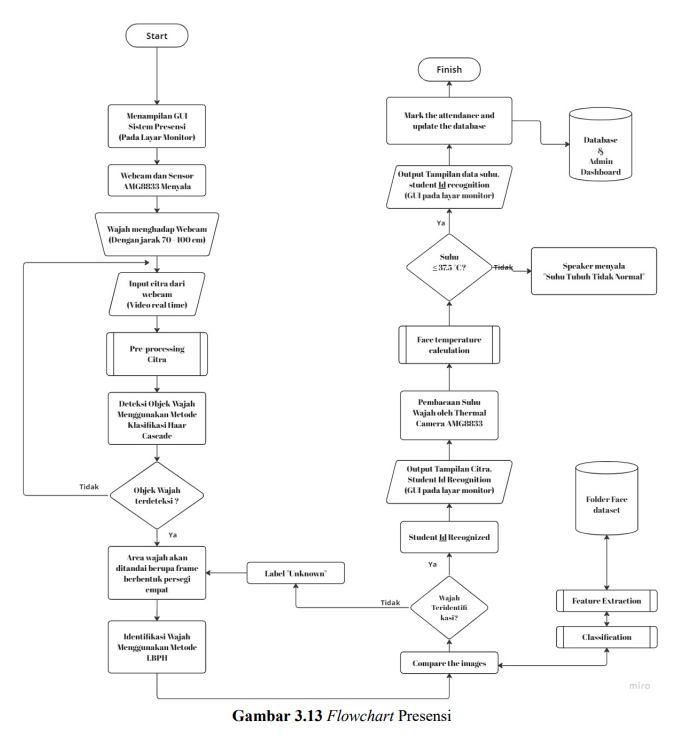 Start
Menampilan GUI
Sistem Presensi
(Pada Layar Monitor)
Webcam dan Sensor
AMG8833 Menyala
Wajah menghadap Webcam
(Dengan jarak 70 - 100 cm)
Input citra dari
webcam
(Video real time)
Pre-processing
Citra
Deteksi Objek Wajah
Menggunakan Metode
Klasifikasi Haar
Cascade
Tidak
Objek Wajah
terdeteksi ?
Ya
Area wajah akan
ditandai berupa frame
berbentuk persegi
empat
Label "Unknown"
Identifikasi Wajah
Menggunakan Metode
LBPH
Finish
Mark the attendance and
update the database
Database
&
Admin
Dashboard
Output Tampilan data suhu,
student Id recognition
(GUI pada layar monitor)
Ya
Suhu
≤ 37.5 °C?
Tidak
Speaker menyala
"Suhu Tubuh Tidak Normal"
Face temperature
calculation
Pembacaan Suhu
Wajah oleh Thermal
Camera AMG8833
Output Tampilan Citra,
Student Id Recognition
(GUI pada layar monitor)
Folder Face
dataset
Student Id Recognized
Ya
Tidak
Wajah
Teridentifi
kasi?
Feature Extraction
Classification
Compare the images
miro
Gambar 3.13 Flowchart Presensi